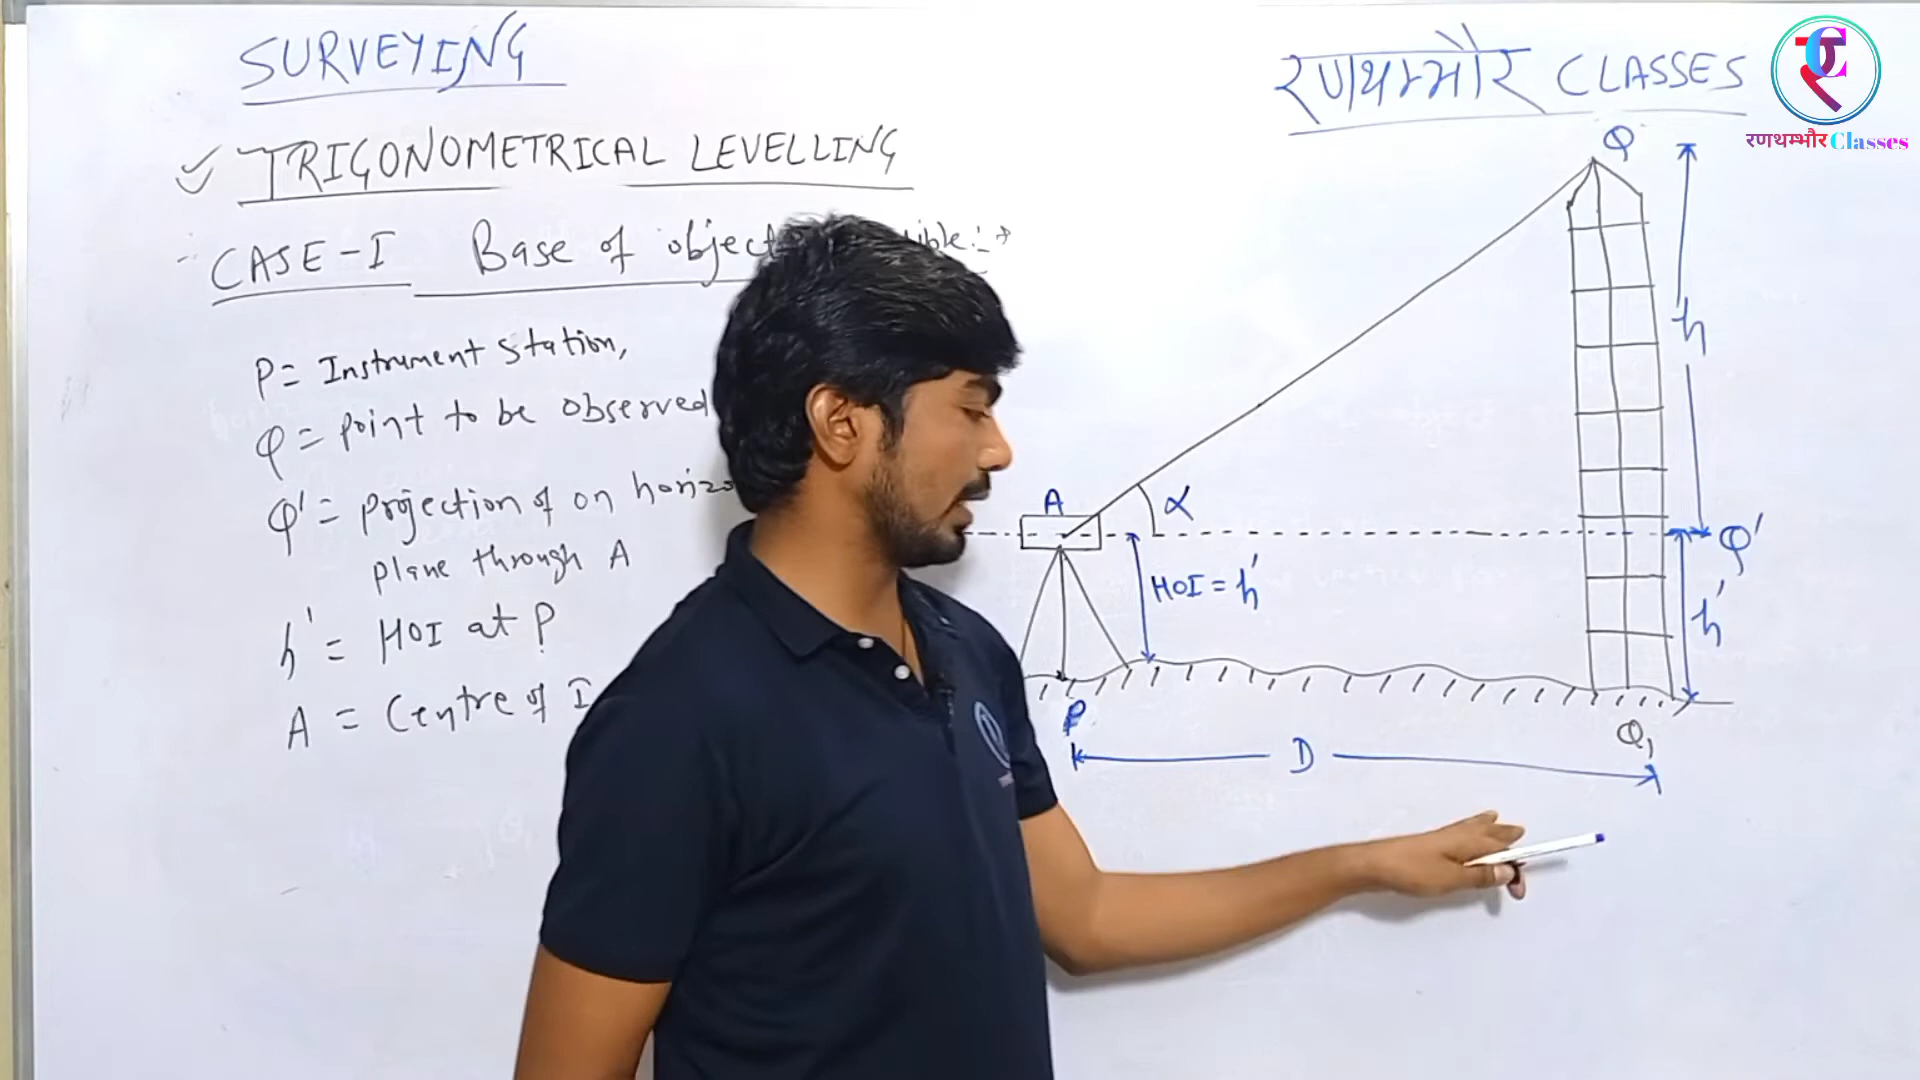 SURVEYING
रणथम्भोर CLASSES
रणथम्भौर Classes
TRIGONOMETRICAL LEVELLING
CASE-I Base of object
P = Instrument Station,
Q = point to be observed
Q' = projection of on
plane through A
h' = HOI at P
A = Centre of I
Q
h
A
α
Q'
HOI = h'
h'
P
Q₁
D